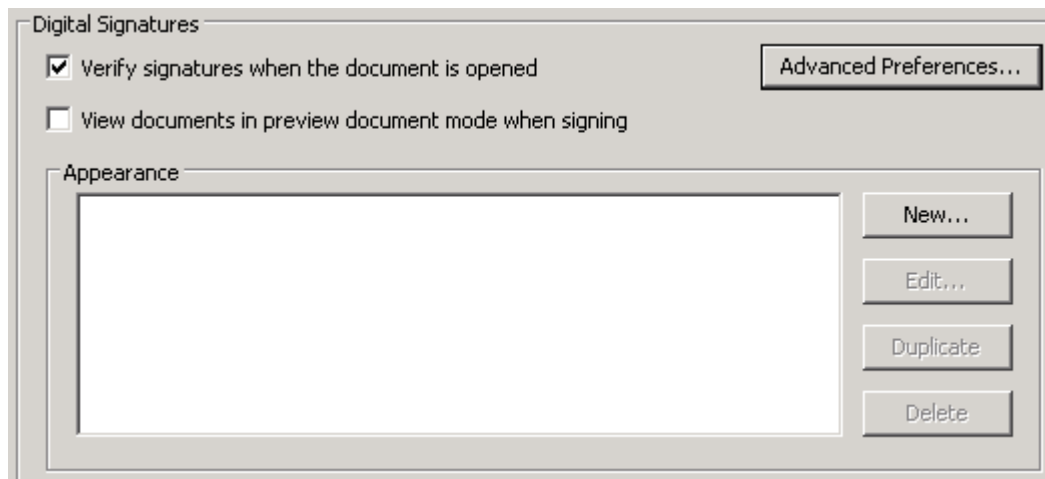 Digital Signatures
Verify signatures when the document is opened
Advanced Preferences...
View documents in preview document mode when signing
Appearance
New...
Edit...
Duplicate
Delete